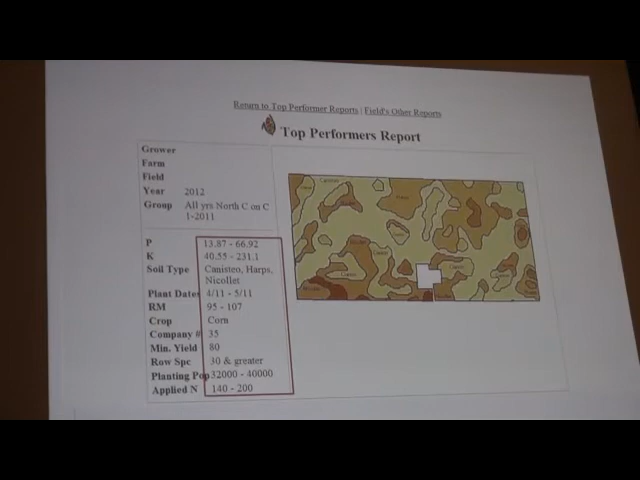 Return to Top Performer Reports | Field's Other Reports
Top Performers Report
Grower
Farm
Field
Year 2012
Group All yrs North C on C
1-2011
P 13.87 - 66.92
K 40.55 - 231.1
Soil Type Canisteo, Harps,
Nicollet
Plant Dates 4/11 - 5/11
RM 95 - 107
Crop Corn
Company # 35
Min. Yield 80
Row Spc 30 & greater
Planting Pop 32000 - 40000
Applied N 140 - 200